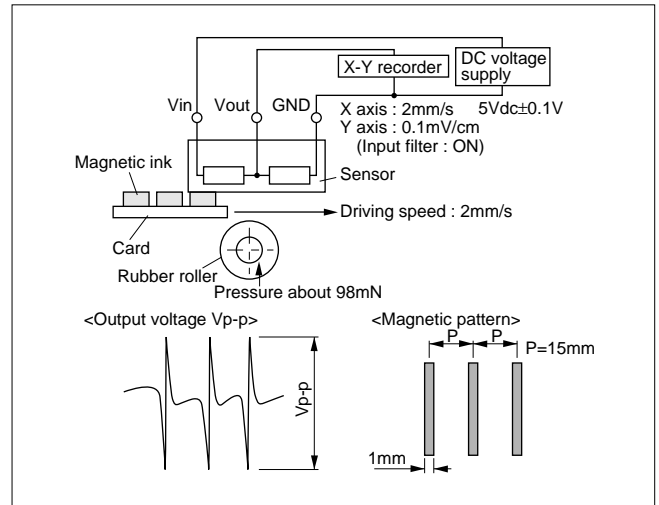 DC voltage
supply
X-Y recorder
Vin
Vout
GND
X axis : 2mm/s
5Vdc±0.1V
Y axis : 0.1mV/cm
(Input filter : ON)
Magnetic ink
Sensor
Driving speed : 2mm/s
Card
Rubber roller
Pressure about 98mN
<Output voltage Vp-p>
<Magnetic pattern>
P
P
P=15mm
Vp-p
1mm